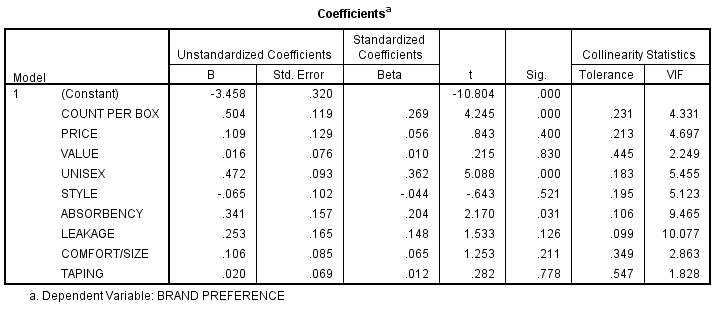 Coefficientsᵃ
Unstandardized Coefficients Standardized Coefficients Collinearity Statistics
Model B Std. Error Beta t Sig. Tolerance VIF
1 (Constant) -3.458 .320 -10.804 .000
COUNT PER BOX .504 .119 .269 4.245 .000 .231 4.331
PRICE .109 .129 .056 .843 .400 .213 4.697
VALUE .016 .076 .010 .215 .830 .445 2.249
UNISEX .472 .093 .362 5.088 .000 .183 5.455
STYLE -.065 .102 -.044 -.643 .521 .195 5.123
ABSORBENCY .341 .157 .204 2.170 .031 .106 9.465
LEAKAGE .253 .165 .148 1.533 .126 .099 10.077
COMFORT/SIZE .106 .085 .065 1.253 .211 .349 2.863
TAPING .020 .069 .012 .282 .778 .547 1.828
a. Dependent Variable: BRAND PREFERENCE